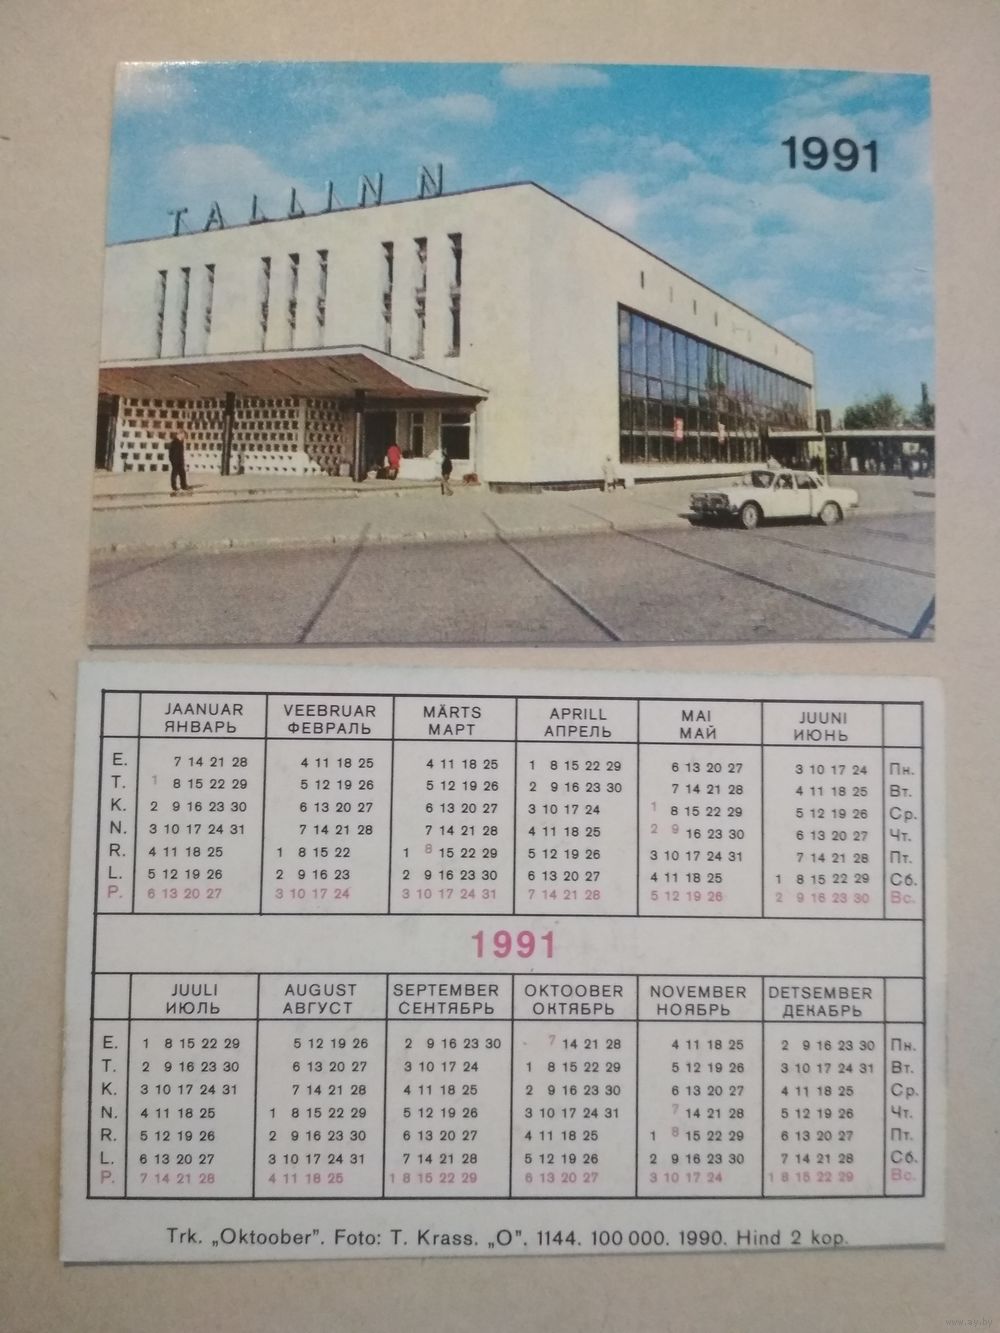 1991
TALLINN
JAANUAR VEEBRUAR MÄRTS APRILL MAI JUUNI
ЯНВАРЬ ФЕВРАЛЬ МАРТ АПРЕЛЬ МАЙ ИЮНЬ
E. 7 14 21 28 4 11 18 25 4 11 18 25 1 8 15 22 29 6 13 20 27 3 10 17 24 Пн.
T. 1 8 15 22 29 5 12 19 26 5 12 19 26 2 9 16 23 30 7 14 21 28 4 11 18 25 Вт.
K. 2 9 16 23 30 6 13 20 27 6 13 20 27 3 10 17 24 1 8 15 22 29 5 12 19 26 Ср.
N. 3 10 17 24 31 7 14 21 28 7 14 21 28 4 11 18 25 2 9 16 23 30 6 13 20 27 Чт.
R. 4 11 18 25 1 8 15 22 1 8 15 22 29 5 12 19 26 3 10 17 24 31 7 14 21 28 Пт.
L. 5 12 19 26 2 9 16 23 2 9 16 23 30 6 13 20 27 4 11 18 25 1 8 15 22 29 Сб.
P. 6 13 20 27 3 10 17 24 3 10 17 24 31 7 14 21 28 5 12 19 26 2 9 16 23 30 Вс.
1991
JUULI AUGUST SEPTEMBER OKTOOBER NOVEMBER DETSEMBER
ИЮЛЬ АВГУСТ СЕНТЯБРЬ ОКТЯБРЬ НОЯБРЬ ДЕКАБРЬ
E. 1 8 15 22 29 5 12 19 26 2 9 16 23 30 7 14 21 28 4 11 18 25 2 9 16 23 30 Пн.
T. 2 9 16 23 30 6 13 20 27 3 10 17 24 1 8 15 22 29 5 12 19 26 3 10 17 24 31 Вт.
K. 3 10 17 24 31 7 14 21 28 4 11 18 25 2 9 16 23 30 6 13 20 27 4 11 18 25 Ср.
N. 4 11 18 25 1 8 15 22 29 5 12 19 26 3 10 17 24 31 7 14 21 28 5 12 19 26 Чт.
R. 5 12 19 26 2 9 16 23 30 6 13 20 27 4 11 18 25 1 8 15 22 29 6 13 20 27 Пт.
L. 6 13 20 27 3 10 17 24 31 7 14 21 28 5 12 19 26 2 9 16 23 30 7 14 21 28 Сб.
P. 7 14 21 28 4 11 18 25 1 8 15 22 29 6 13 20 27 3 10 17 24 1 8 15 22 29 Вс.
Trk. „Oktoober”. Foto: T. Krass. „O”. 1144. 100 000. 1990. Hind 2 kop.
www.ay.by